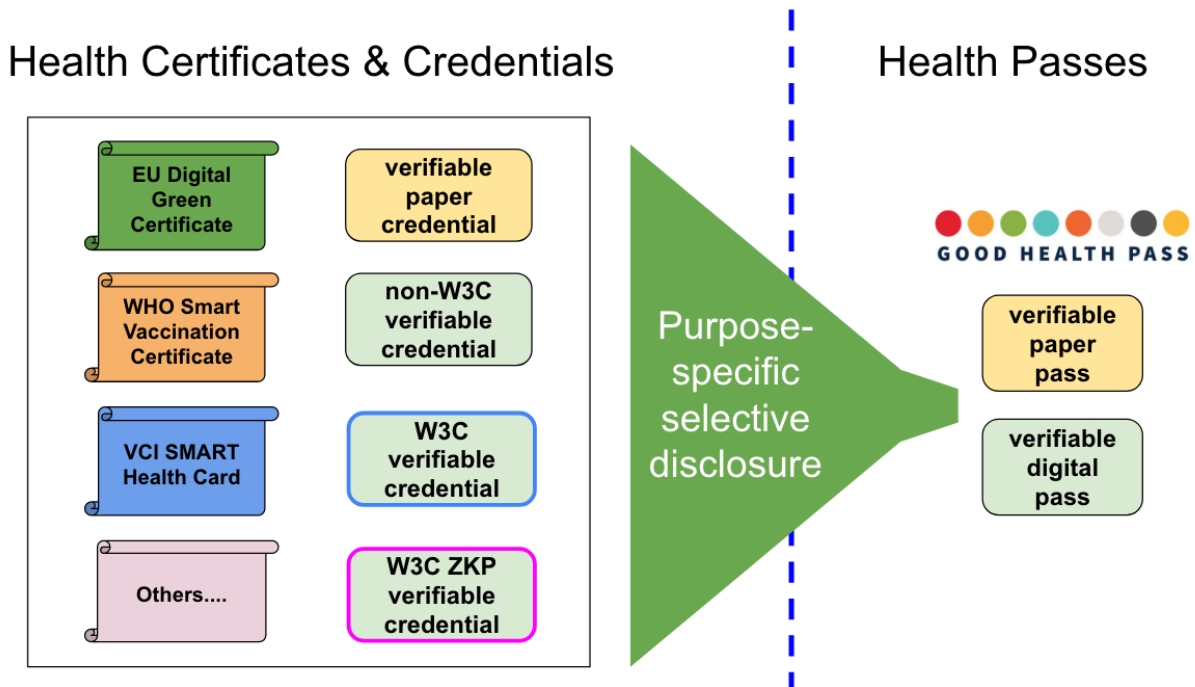 Health Certificates & Credentials
Health Passes
EU Digital
Green
Certificate
verifiable
paper
credential
WHO Smart
Vaccination
Certificate
non-W3C
verifiable
credential
VCI SMART
Health Card
W3C
verifiable
credential
Others....
W3C ZKP
verifiable
credential
Purpose-
specific
selective
disclosure
GOOD HEALTH PASS
verifiable
paper
pass
verifiable
digital
pass